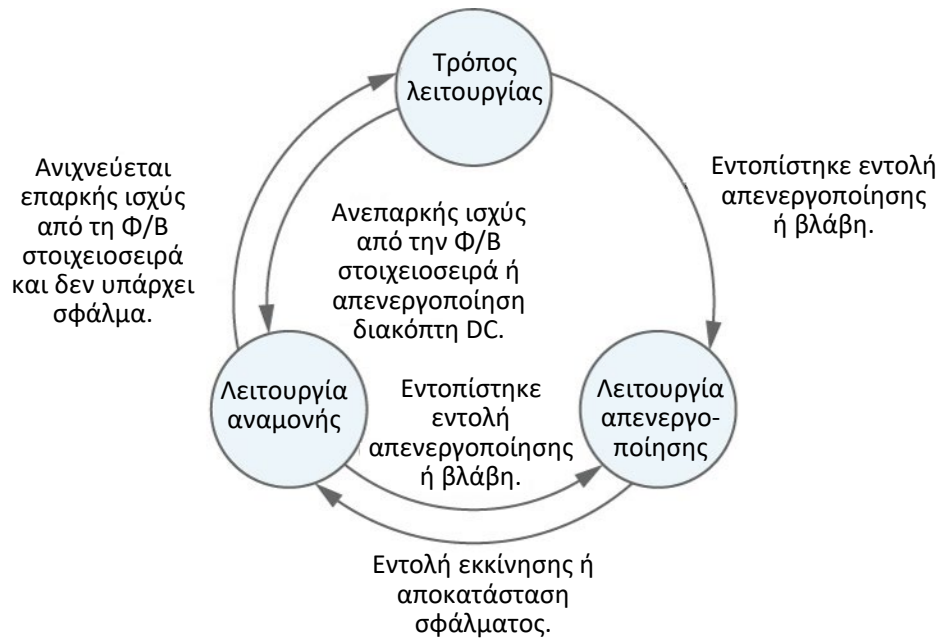 Τρόπος
λειτουργίας
Ανιχνεύεται
επαρκής ισχύς
από τη Φ/Β
στοιχειοσειρά
και δεν υπάρχει
σφάλμα.
Ανεπαρκής ισχύς
από την Φ/Β
στοιχειοσειρά ή
απενεργοποίηση
διακόπτη DC.
Εντοπίστηκε εντολή
απενεργοποίησης
ή βλάβη.
Λειτουργία
αναμονής
Εντοπίστηκε
εντολή
απενεργοποίησης
ή βλάβη.
Λειτουργία
απενεργο-
ποίησης
Εντολή εκκίνησης ή
αποκατάσταση
σφάλματος.